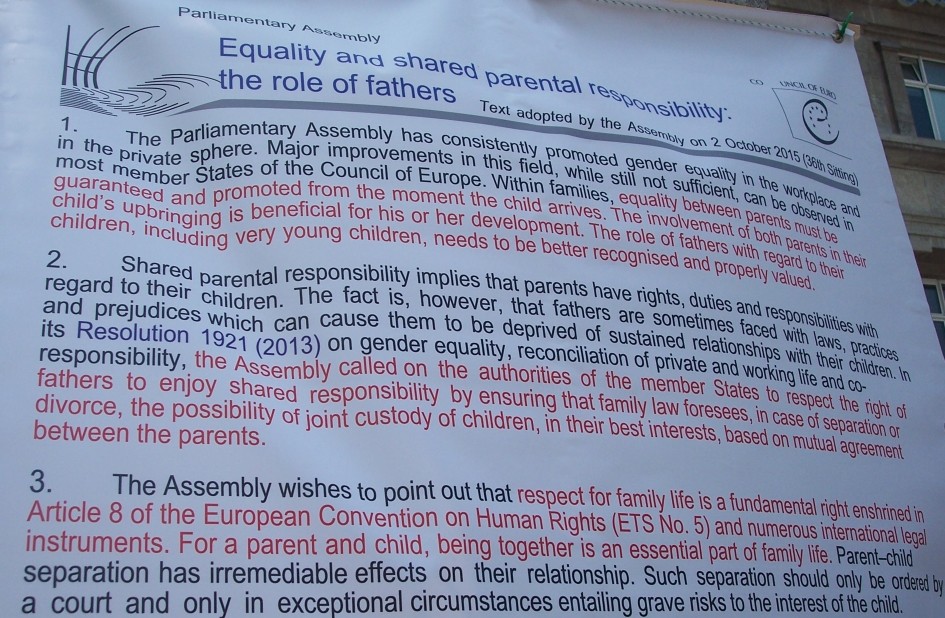 Parliamentary Assembly
Equality and shared parental responsibility:
the role of fathers
CO UNCIL OF EURO
Text adopted by the Assembly on 2 October 2015 (36th Sitting)
1. The Parliamentary Assembly has consistently promoted gender equality in the workplace and
in the private sphere. Major improvements in this field, while still not sufficient, can be observed in
most member States of the Council of Europe. Within families, equality between parents must be
guaranteed and promoted from the moment the child arrives. The involvement of both parents in their
child's upbringing is beneficial for his or her development. The role of fathers with regard to their
children, including very young children, needs to be better recognised and properly valued.
2. Shared parental responsibility implies that parents have rights, duties and responsibilities with
regard to their children. The fact is, however, that fathers are sometimes faced with laws, practices
and prejudices which can cause them to be deprived of sustained relationships with their children. In
its Resolution 1921 (2013) on gender equality, reconciliation of private and working life and co-
responsibility, the Assembly called on the authorities of the member States to respect the right of
fathers to enjoy shared responsibility by ensuring that family law foresees, in case of separation or
divorce, the possibility of joint custody of children, in their best interests, based on mutual agreement
between the parents.
3. The Assembly wishes to point out that respect for family life is a fundamental right enshrined in
Article 8 of the European Convention on Human Rights (ETS No. 5) and numerous international legal
instruments. For a parent and child, being together is an essential part of family life. Parent–child
separation has irremediable effects on their relationship. Such separation should only be ordered by
a court and only in exceptional circumstances entailing grave risks to the interest of the child.